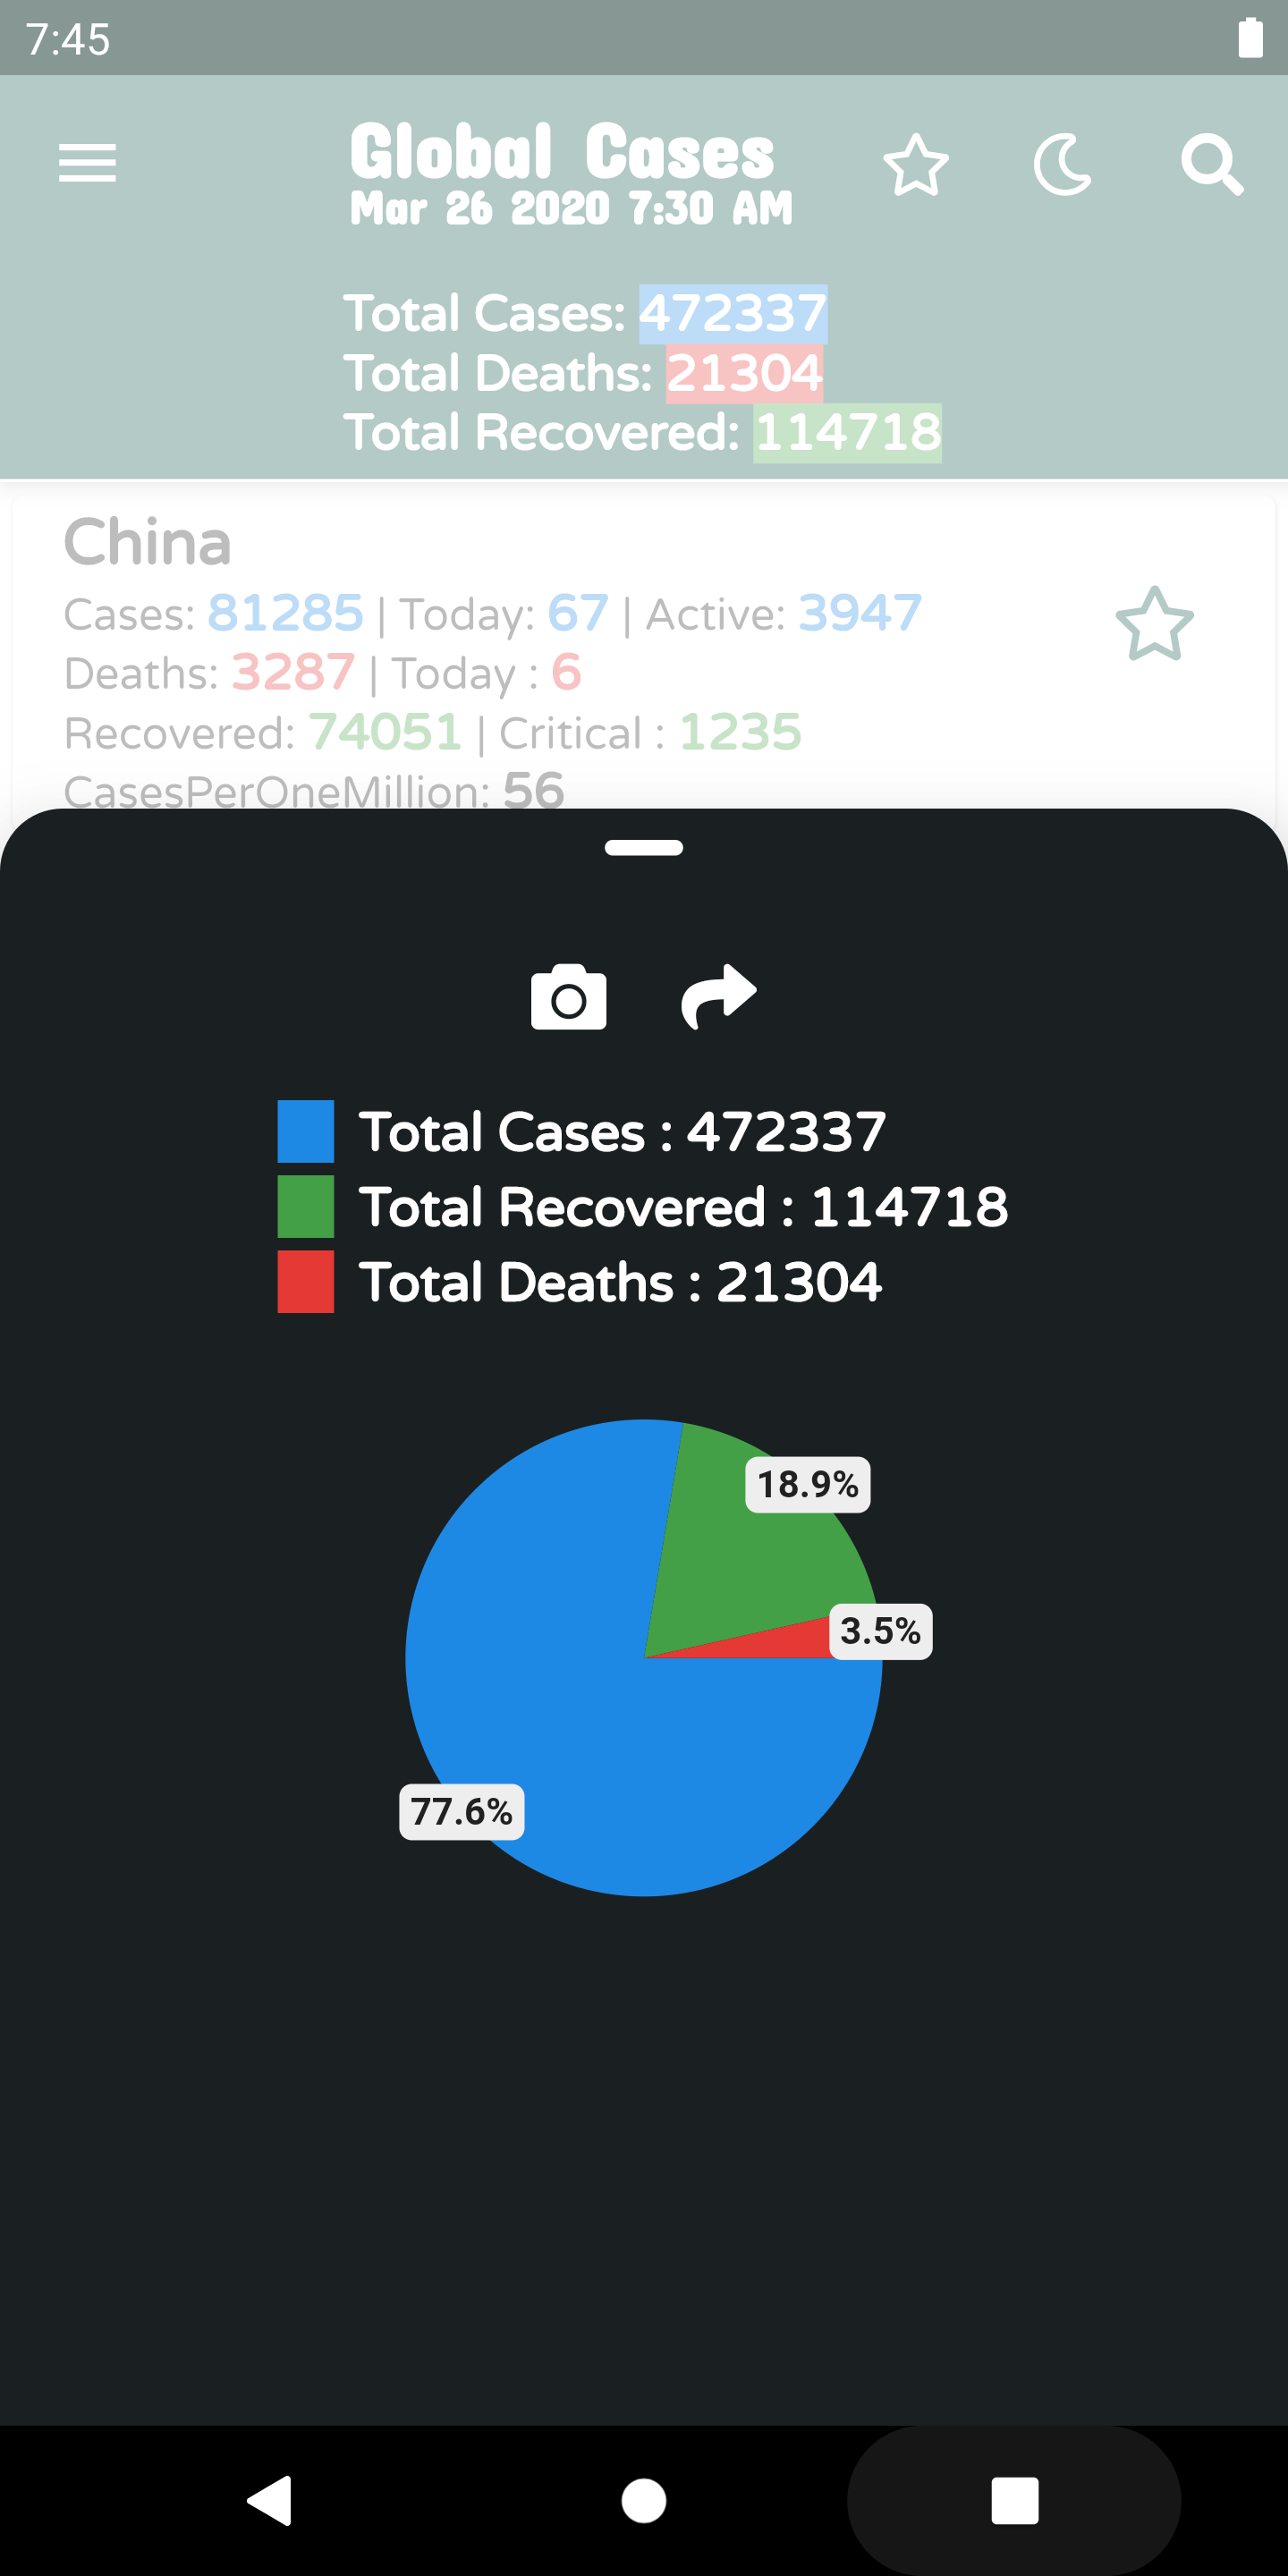 7:45
Global Cases
Mar 26 2020 7:30 AM
Total Cases: 472337
Total Deaths: 21304
Total Recovered: 114718
China
Cases: 81285 | Today: 67 | Active: 3947
Deaths: 3287 | Today : 6
Recovered: 74051 | Critical : 1235
CasesPerOneMillion: 56
Total Cases : 472337
Total Recovered : 114718
Total Deaths : 21304
18.9%
3.5%
77.6%